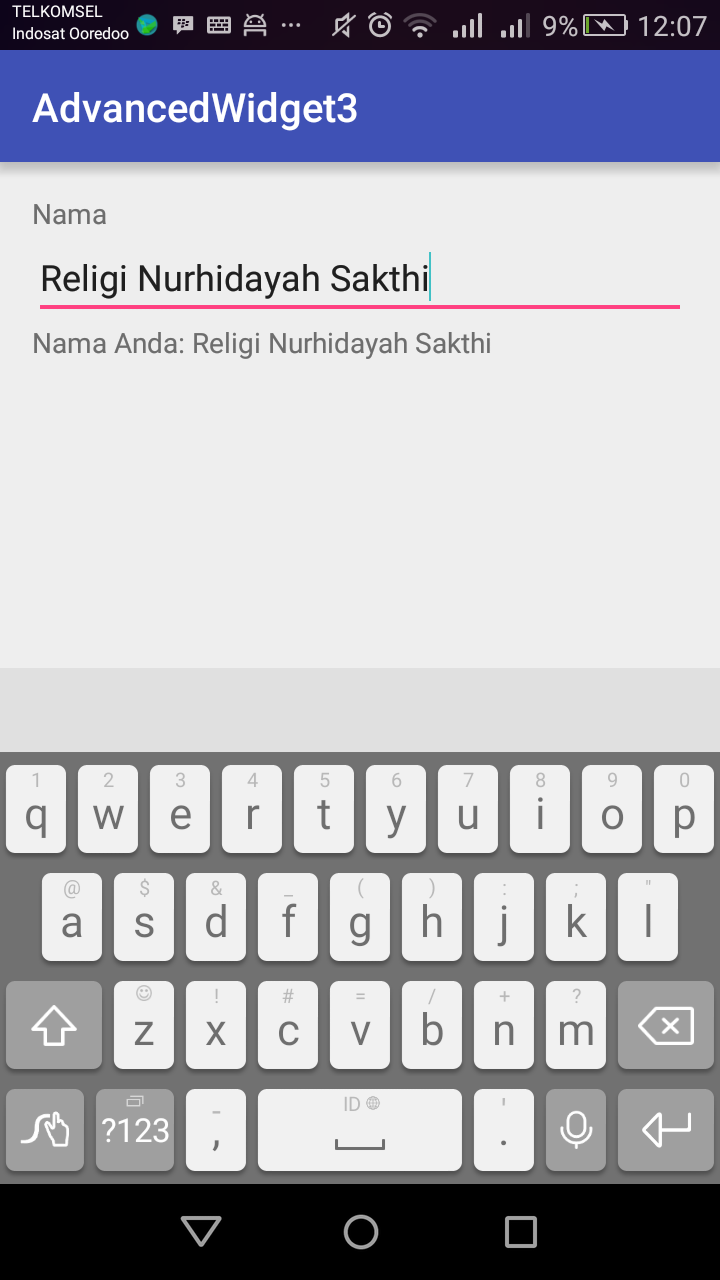 TELKOMSEL
Indosat Ooredoo
9% 12:07
AdvancedWidget3
Nama
Religi Nurhidayah Sakthi
Nama Anda: Religi Nurhidayah Sakthi
1 2 3 4 5 6 7 8 9 0
q w e r t y u i o p
@ $ & _ ( ) : ; "
a s d f g h j k l
! # = / + ?
z x c v b n m
- ID '
?123 , .